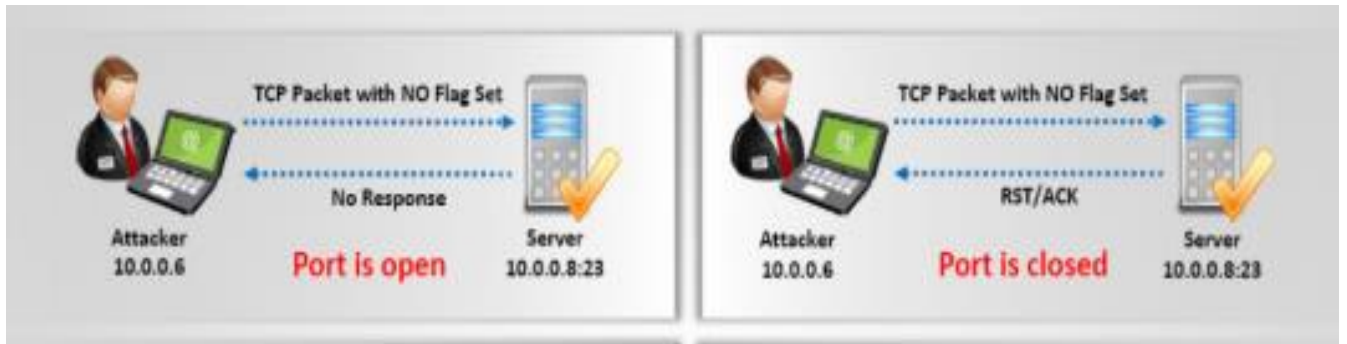 TCP Packet with NO Flag Set
No Response
Attacker
10.0.0.6
Port is open
Server
10.0.0.8:23
TCP Packet with NO Flag Set
RST/ACK
Attacker
10.0.0.6
Port is closed
Server
10.0.0.8:23